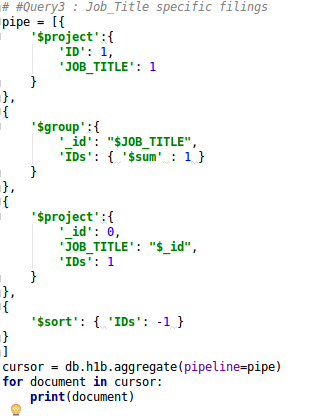 # #Query3 : Job_Title specific filings
pipe = [{
    '$project':{
        'ID': 1,
        'JOB_TITLE': 1
    }
},
{
    '$group':{
        '_id': "$JOB_TITLE",
        'IDs': { '$sum' : 1 }
    }
},
{
    '$project':{
        '_id': 0,
        'JOB_TITLE': "$_id",
        'IDs': 1
    }
},
{
    '$sort': { 'IDs': -1 }
}
]
cursor = db.h1b.aggregate(pipeline=pipe)
for document in cursor:
    print(document)